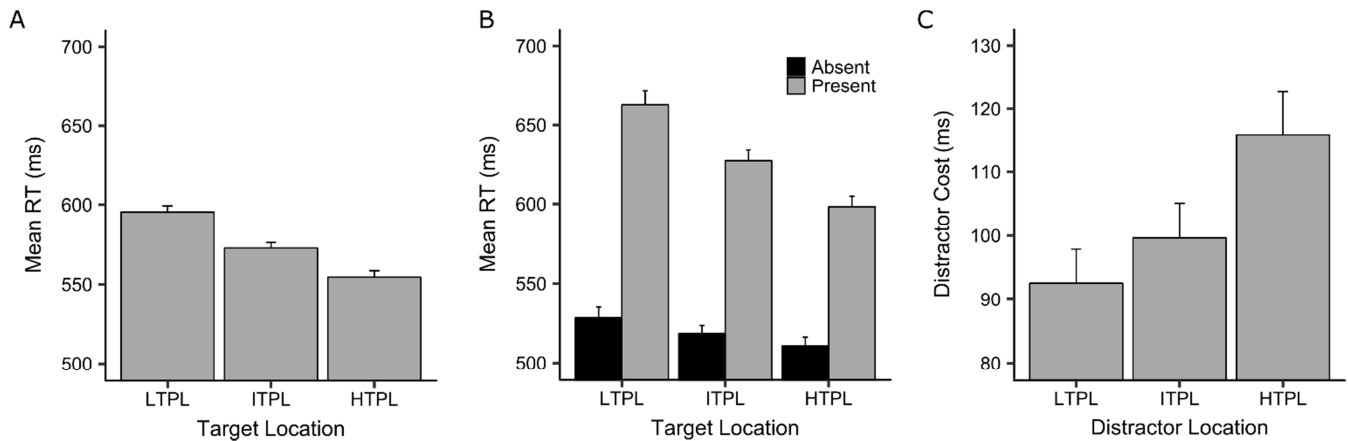 A
Mean RT (ms)
700
650
600
550
500
LTPL ITPL HTPL
Target Location
B
Mean RT (ms)
700
650
600
550
500
Absent
Present
LTPL ITPL HTPL
Target Location
C
Distractor Cost (ms)
130
120
110
100
90
80
LTPL ITPL HTPL
Distractor Location